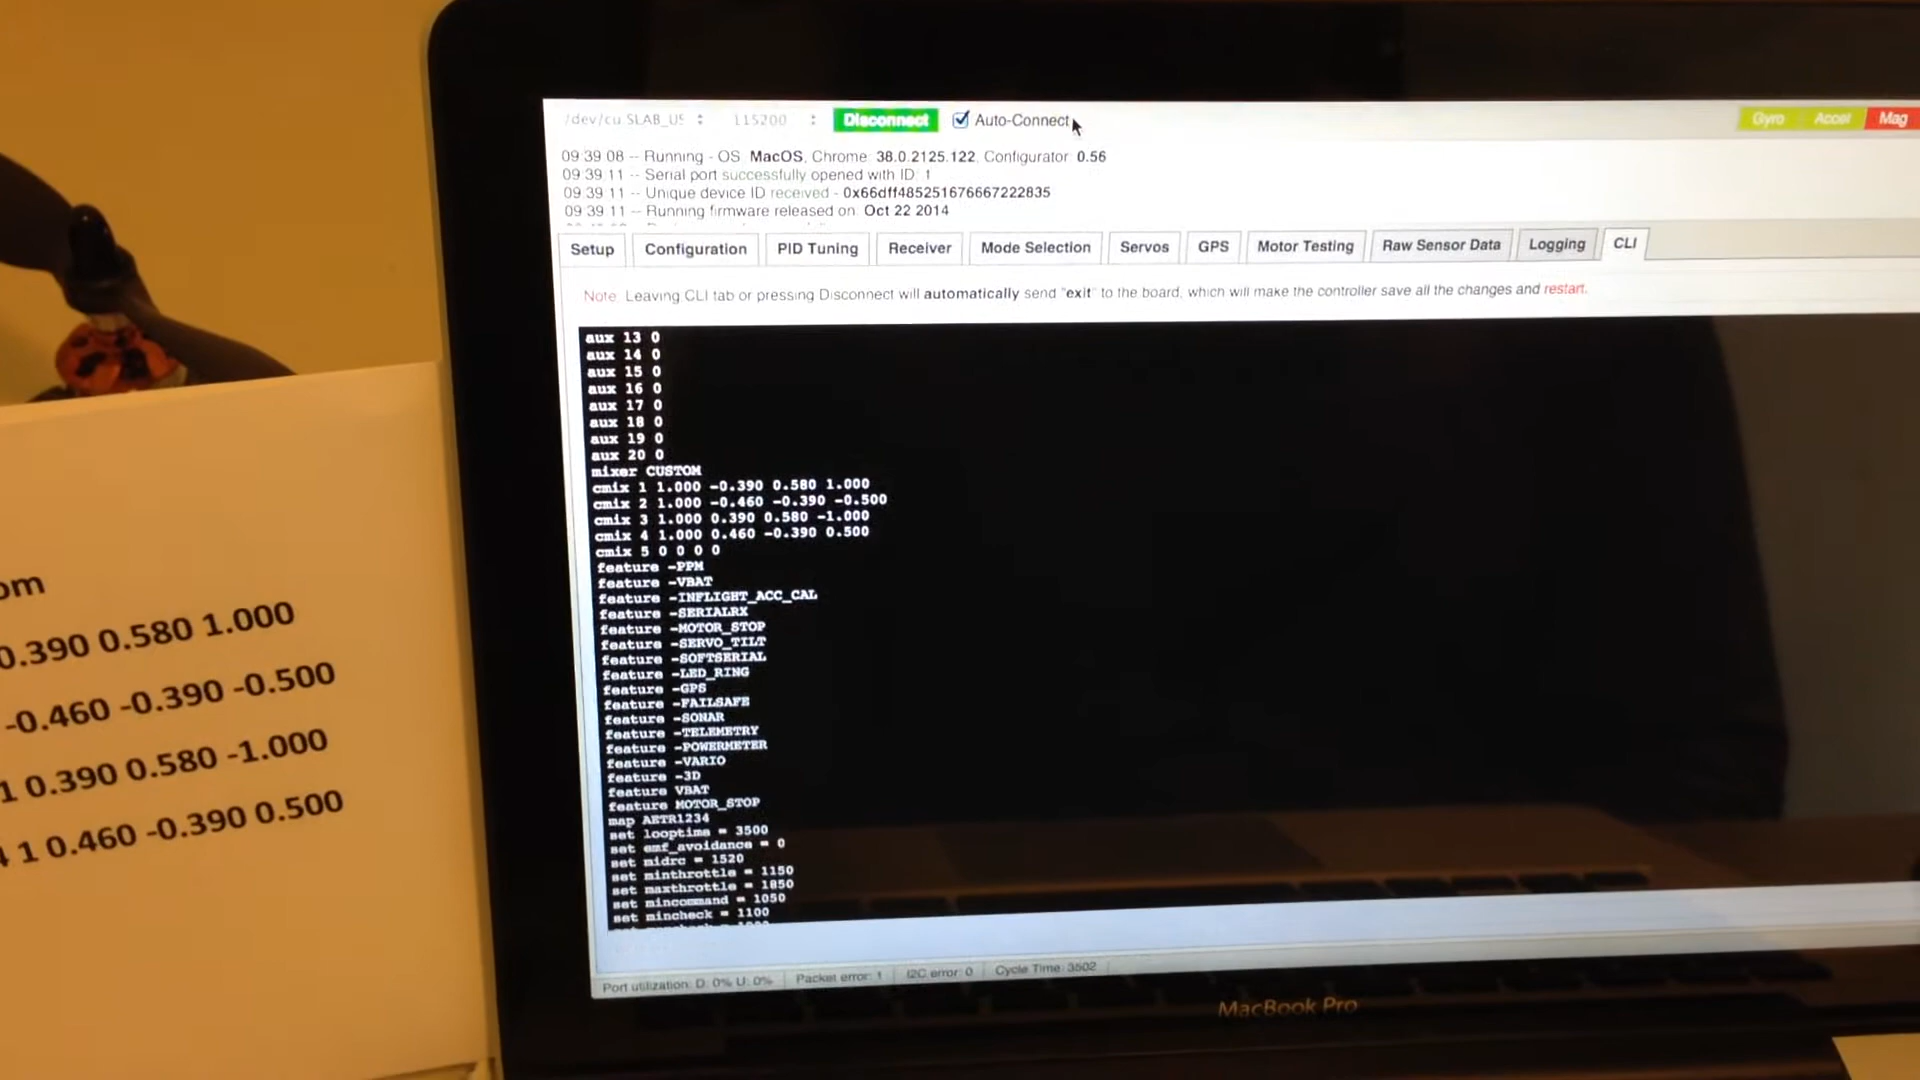 /dev/cu.SLAB_US 115200 Disconnect Auto-Connect Gyro Accel Mag
09 39 08 -- Running - OS MacOS, Chrome: 38.0.2125.122, Configurator: 0.56
09 39 11 -- Serial port successfully opened with ID: 1
09 39 11 -- Unique device ID received - 0x66dff485251676667222835
09 39 11 -- Running firmware released on: Oct 22 2014
Setup Configuration PID Tuning Receiver Mode Selection Servos GPS Motor Testing Raw Sensor Data Logging CLI
Note: Leaving CLI tab or pressing Disconnect will automatically send "exit" to the board, which will make the controller save all the changes and restart.
aux 13 0
aux 14 0
aux 15 0
aux 16 0
aux 17 0
aux 18 0
aux 19 0
aux 20 0
mixer CUSTOM
cmix 1 1.000 -0.390 0.580 1.000
cmix 2 1.000 -0.460 -0.390 -0.500
cmix 3 1.000 0.390 0.580 -1.000
cmix 4 1.000 0.460 -0.390 0.500
cmix 5 0 0 0 0
feature -PPM
feature -VBAT
feature -INFLIGHT_ACC_CAL
feature -SERIALRX
feature -MOTOR_STOP
feature -SERVO_TILT
feature -SOFTSERIAL
feature -LED_RING
feature -GPS
feature -FAILSAFE
feature -SONAR
feature -TELEMETRY
feature -POWERMETER
feature -VARIO
feature -3D
feature VBAT
feature MOTOR_STOP
map AETR1234
set looptime = 3500
set emf_avoidance = 0
set midrc = 1520
set minthrottle = 1150
set maxthrottle = 1850
set mincommand = 1050
set mincheck = 1100
Port utilization: D: 0% U: 0% Packet error: 1 I2C error: 0 Cycle Time: 3502
MacBook Pro
om
0.390 0.580 1.000
-0.460 -0.390 -0.500
1 0.390 0.580 -1.000
4 1 0.460 -0.390 0.500